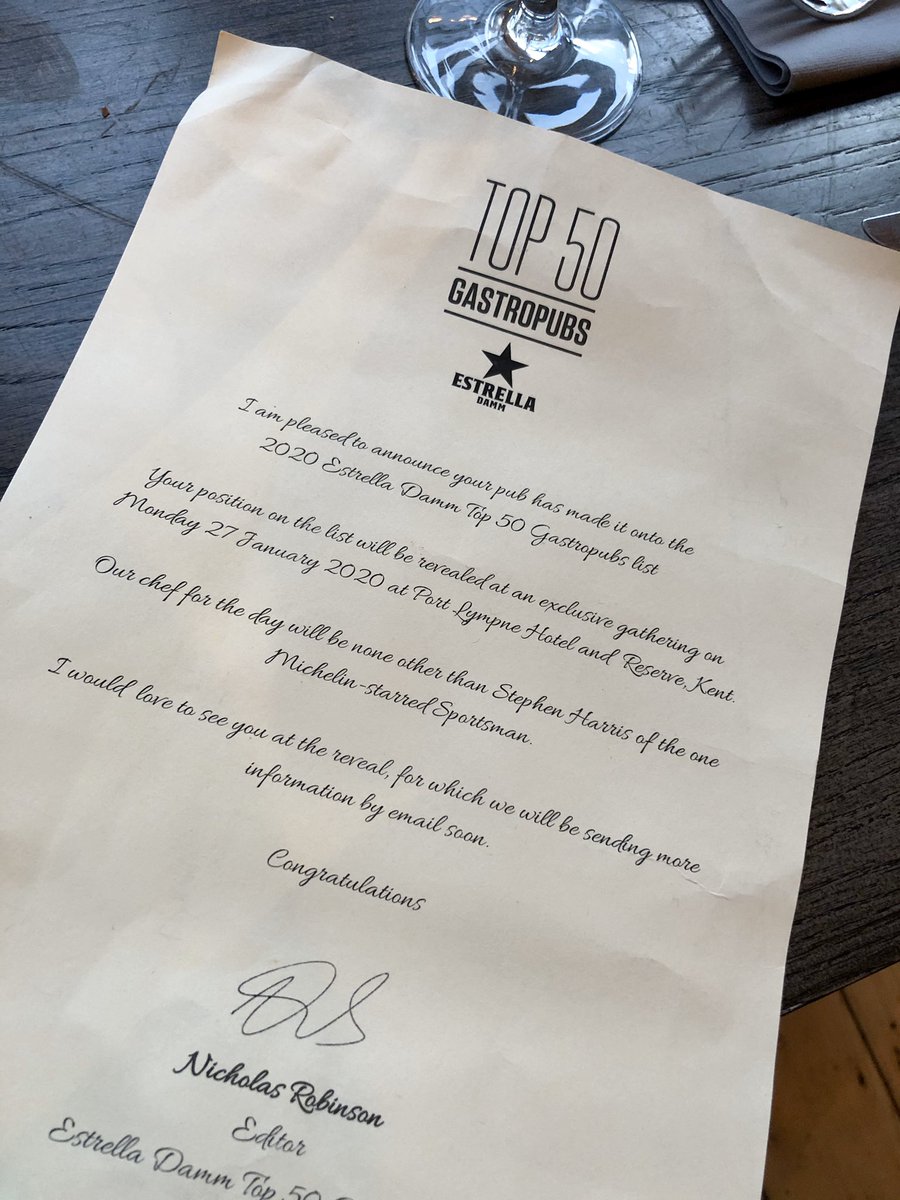 TOP 50
GASTROPUBS
ESTRELLA
DAMM
I am pleased to announce your pub has made it onto the
2020 Estrella Damm Top 50 Gastropubs list
Your position on the list will be revealed at an exclusive gathering on
Monday 27 January 2020 at Port Lympne Hotel and Reserve, Kent.
Our chef for the day will be none other than Stephen Harris of the one
Michelin-starred Sportsman.
I would love to see you at the reveal, for which we will be sending more
information by email soon.
Congratulations
Nicholas Robinson
Editor
Estrella Damm Top 50